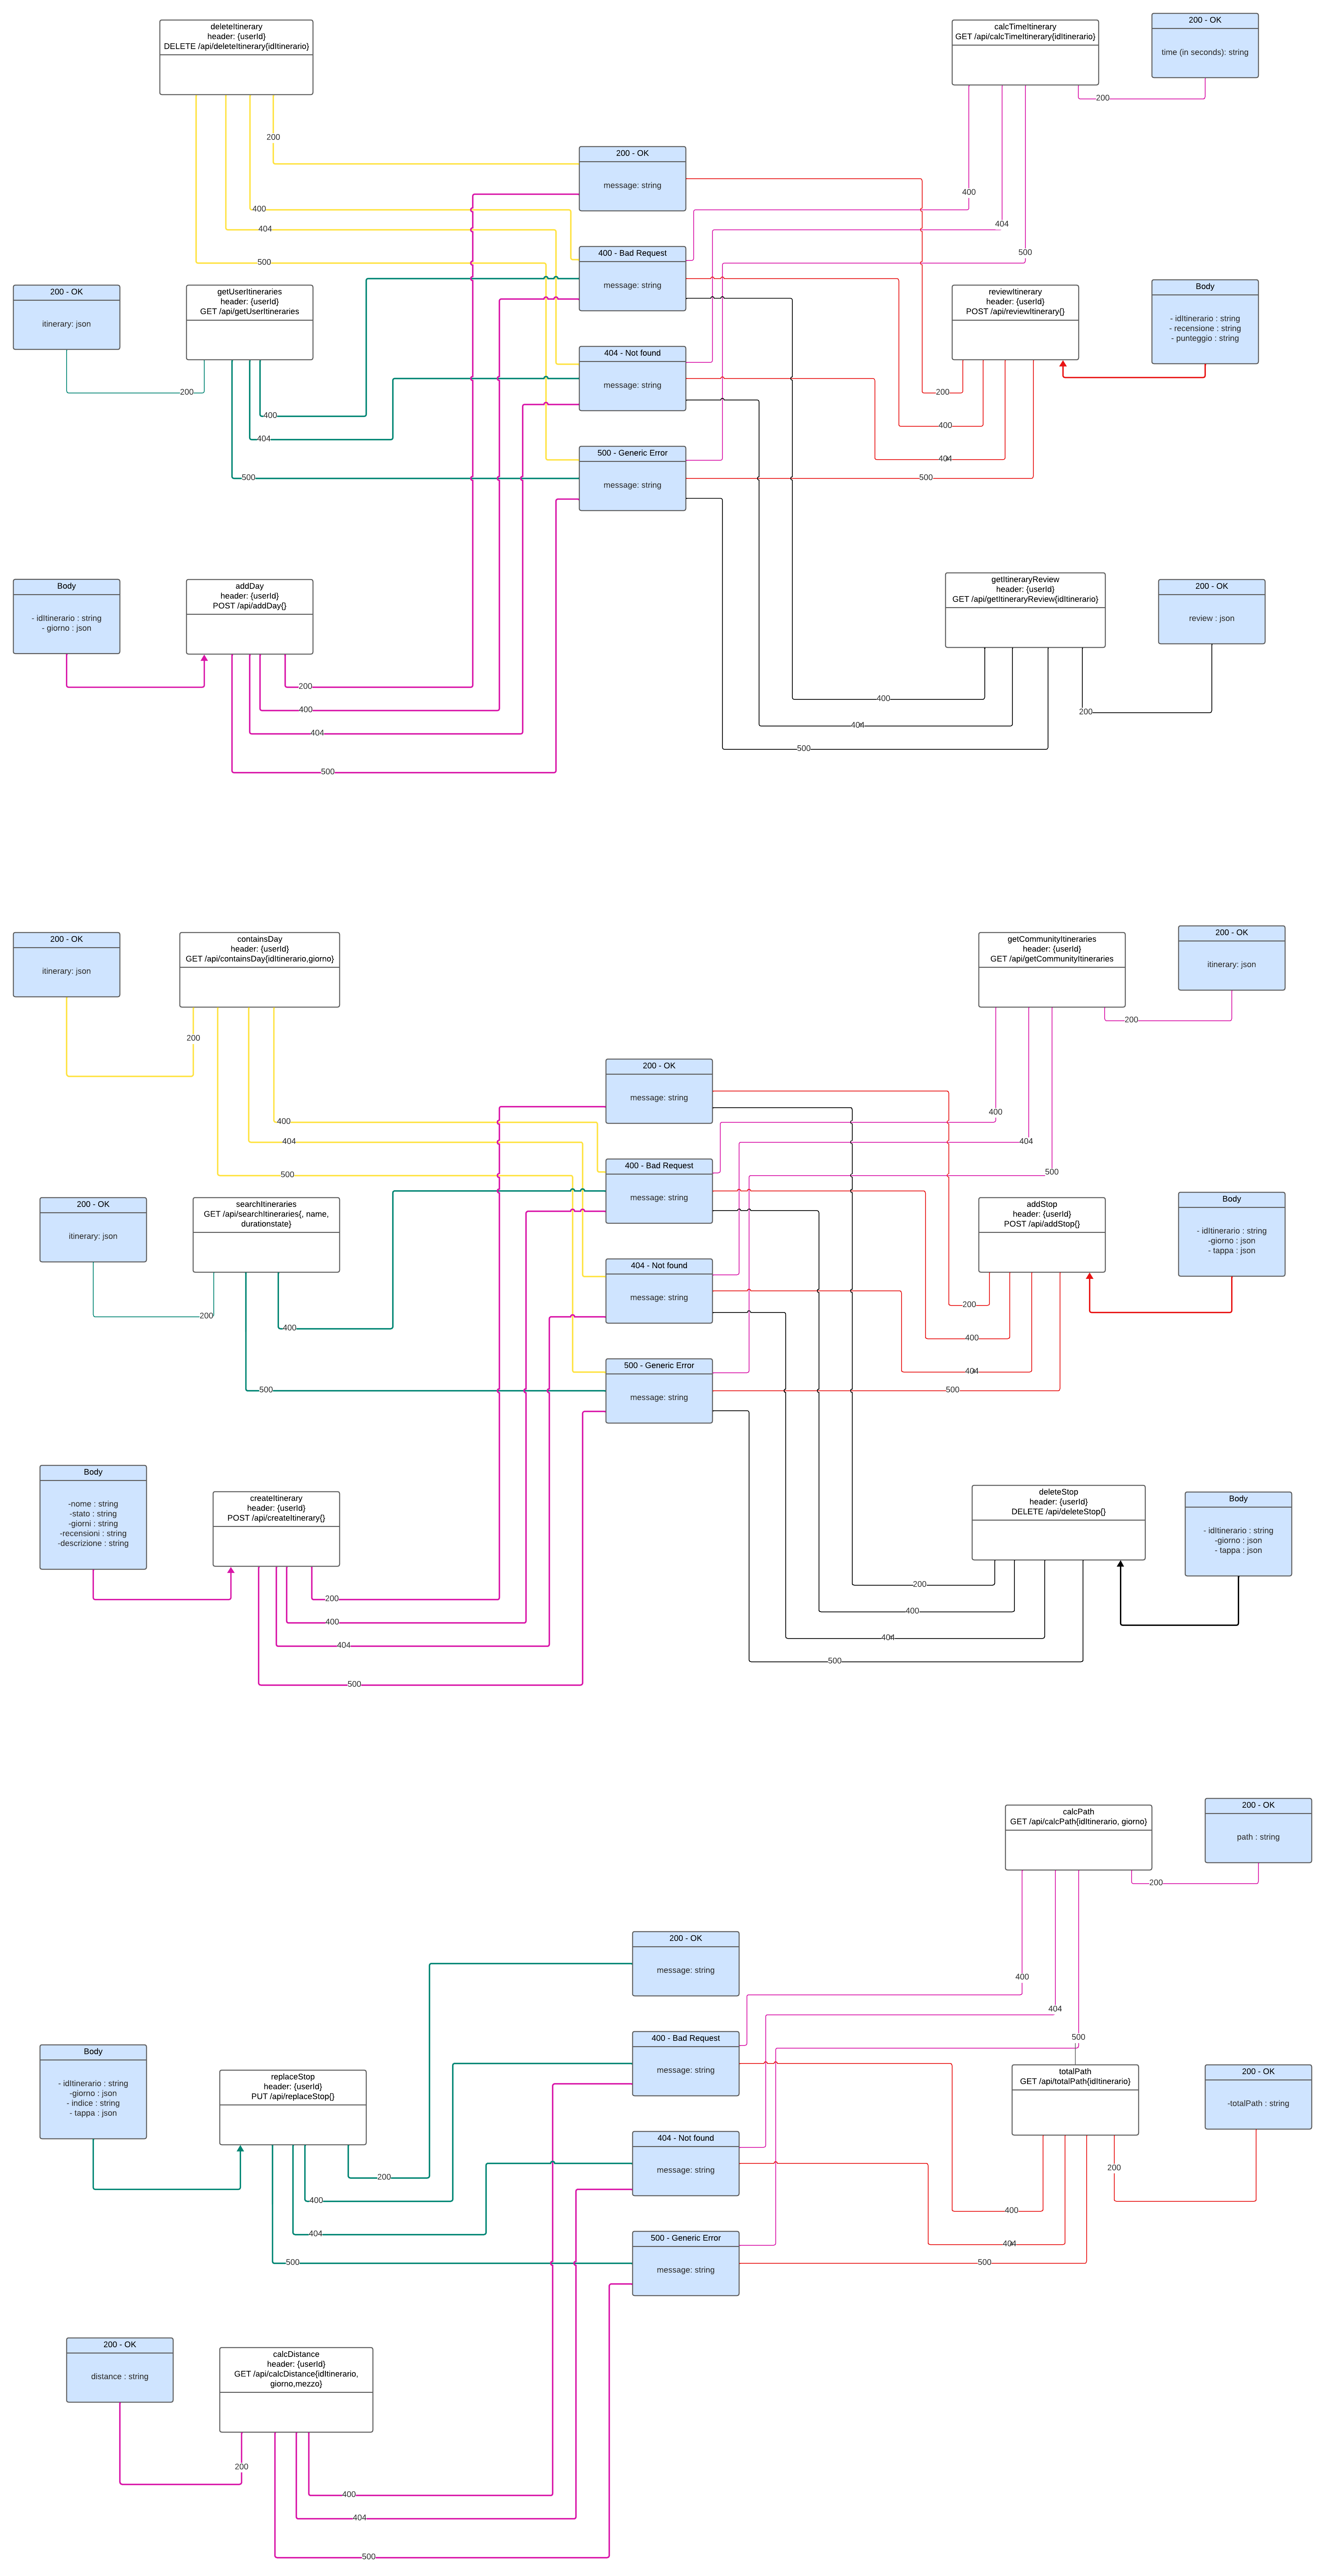 deleteItinerary
header: {userId}
DELETE /api/deleteItinerary{idItinerario}
calcTimeItinerary
GET /api/calcTimeItinerary{idItinerario}
200 - OK
time (in seconds): string
200
200
200 - OK
message: string
400
404
500
400
404
500
400 - Bad Request
message: string
200 - OK
itinerary: json
getUserItineraries
header: {userId}
GET /api/getUserItineraries
reviewItinerary
header: {userId}
POST /api/reviewItinerary{}
Body
- idItinerario : string
- recensione : string
- punteggio : string
404 - Not found
message: string
200
400
404
500
200
400
404
500
500 - Generic Error
message: string
Body
- idItinerario : string
- giorno : json
addDay
header: {userId}
POST /api/addDay{}
getItineraryReview
header: {userId}
GET /api/getItineraryReview{idItinerario}
200 - OK
review : json
200
400
404
500
400
404
500
200
200 - OK
itinerary: json
containsDay
header: {userId}
GET /api/containsDay{idItinerario,giorno}
getCommunityItineraries
header: {userId}
GET /api/getCommunityItineraries
200 - OK
itinerary: json
200
200
200 - OK
message: string
400
404
500
400
404
500
400 - Bad Request
message: string
200 - OK
itinerary: json
searchItineraries
GET /api/searchItineraries{, name,
durationstate}
addStop
header: {userId}
POST /api/addStop{}
Body
- idItinerario : string
-giorno : json
- tappa : json
404 - Not found
message: string
200
400
500
200
400
404
500
500 - Generic Error
message: string
Body
-nome : string
-stato : string
-giorni : string
-recensioni : string
-descrizione : string
createItinerary
header: {userId}
POST /api/createItinerary{}
deleteStop
header: {userId}
DELETE /api/deleteStop{}
Body
- idItinerario : string
-giorno : json
- tappa : json
200
400
404
500
200
400
404
500
calcPath
GET /api/calcPath{idItinerario, giorno}
200 - OK
path : string
200
200 - OK
message: string
400
404
500
400 - Bad Request
message: string
Body
- idItinerario : string
-giorno : json
- indice : string
- tappa : json
replaceStop
header: {userId}
PUT /api/replaceStop{}
totalPath
GET /api/totalPath{idItinerario}
200 - OK
-totalPath : string
404 - Not found
message: string
200
400
404
500
200
400
404
500
500 - Generic Error
message: string
200 - OK
distance : string
calcDistance
header: {userId}
GET /api/calcDistance{idItinerario,
giorno,mezzo}
200
400
404
500